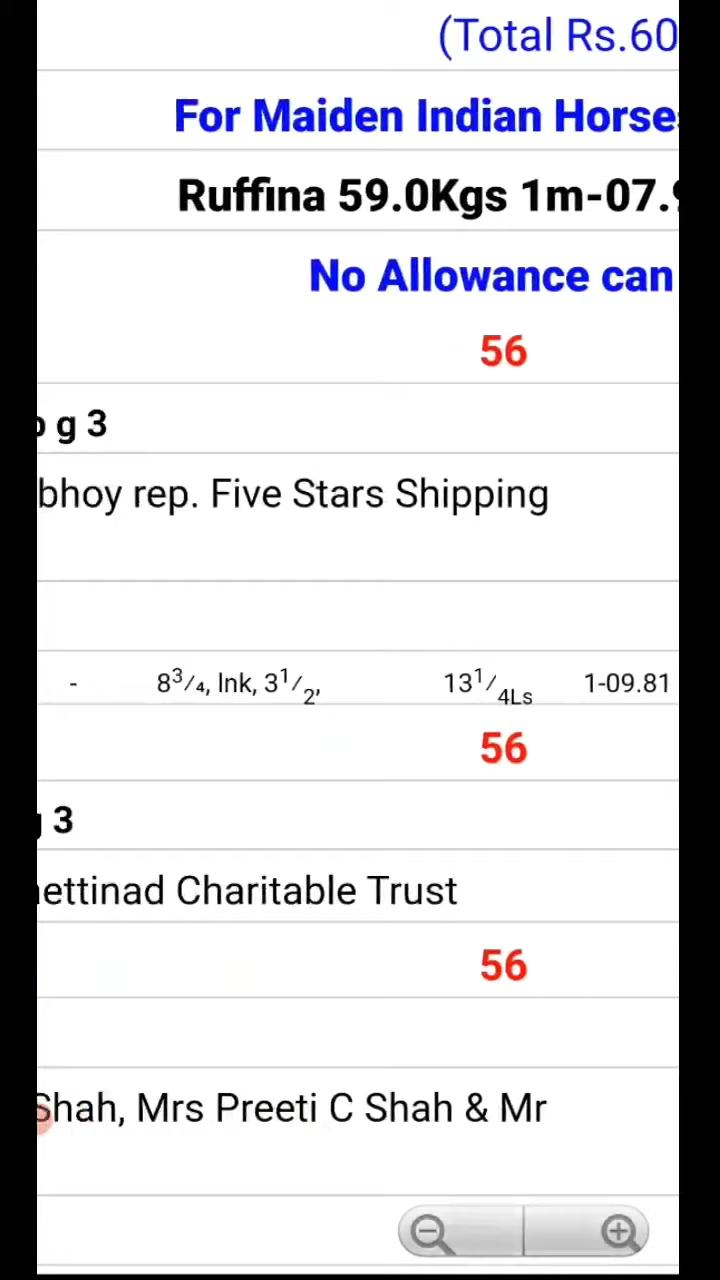 (Total Rs.60
For Maiden Indian Horse
Ruffina 59.0Kgs 1m-07.9
No Allowance can
56
g 3
bhoy rep. Five Stars Shipping
- 8³/₄, lnk, 3¹/₂, 13¹/₄Ls 1-09.81
56
3
ettinad Charitable Trust
56
Shah, Mrs Preeti C Shah & Mr